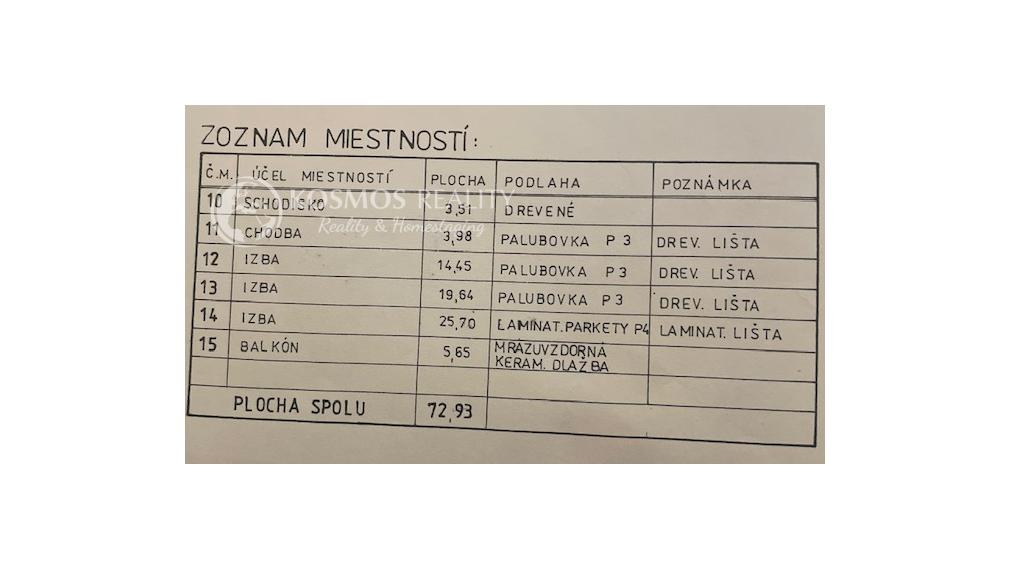 ZOZNAM MIESTNOSTÍ:
Č.M. ÚČEL MIESTNOSTÍ PLOCHA PODLAHA POZNÁMKA
KOSMOS REALITY
10 SCHODISKO 3,51 DREVENÉ
Reality & Homestaging
11 CHODBA 3,98 PALUBOVKA P 3 DREV. LIŠTA
12 IZBA 14,45 PALUBOVKA P 3 DREV. LIŠTA
13 IZBA 19,64 PALUBOVKA P 3 DREV. LIŠTA
14 IZBA 25,70 LAMINAT. PARKETY P4 LAMINAT. LIŠTA
15 BALKÓN 5,65 MRAZUVZDORNÁ
KERAM. DLAŽBA
PLOCHA SPOLU 72,93